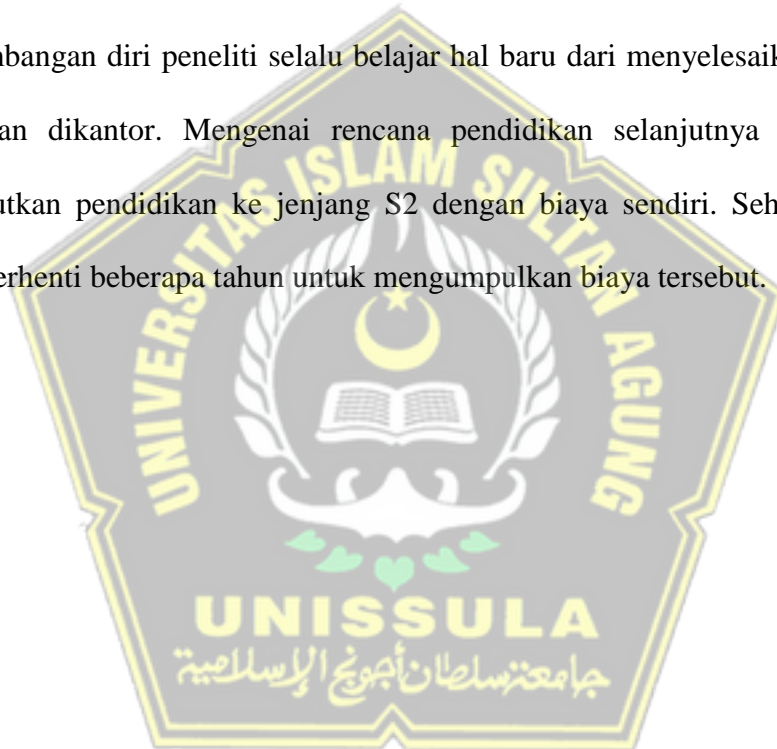 mbangan diri peneliti selalu belajar hal baru dari menyelesaik
an dikantor. Mengenai rencana pendidikan selanjutnya
utkan pendidikan ke jenjang S2 dengan biaya sendiri. Seh
erhenti beberapa tahun untuk mengumpulkan biaya tersebut.
UNIVERSITAS ISLAM SULTAN AGUNG
UNISSULA
جامعة سلطان أجونج الإسلامية